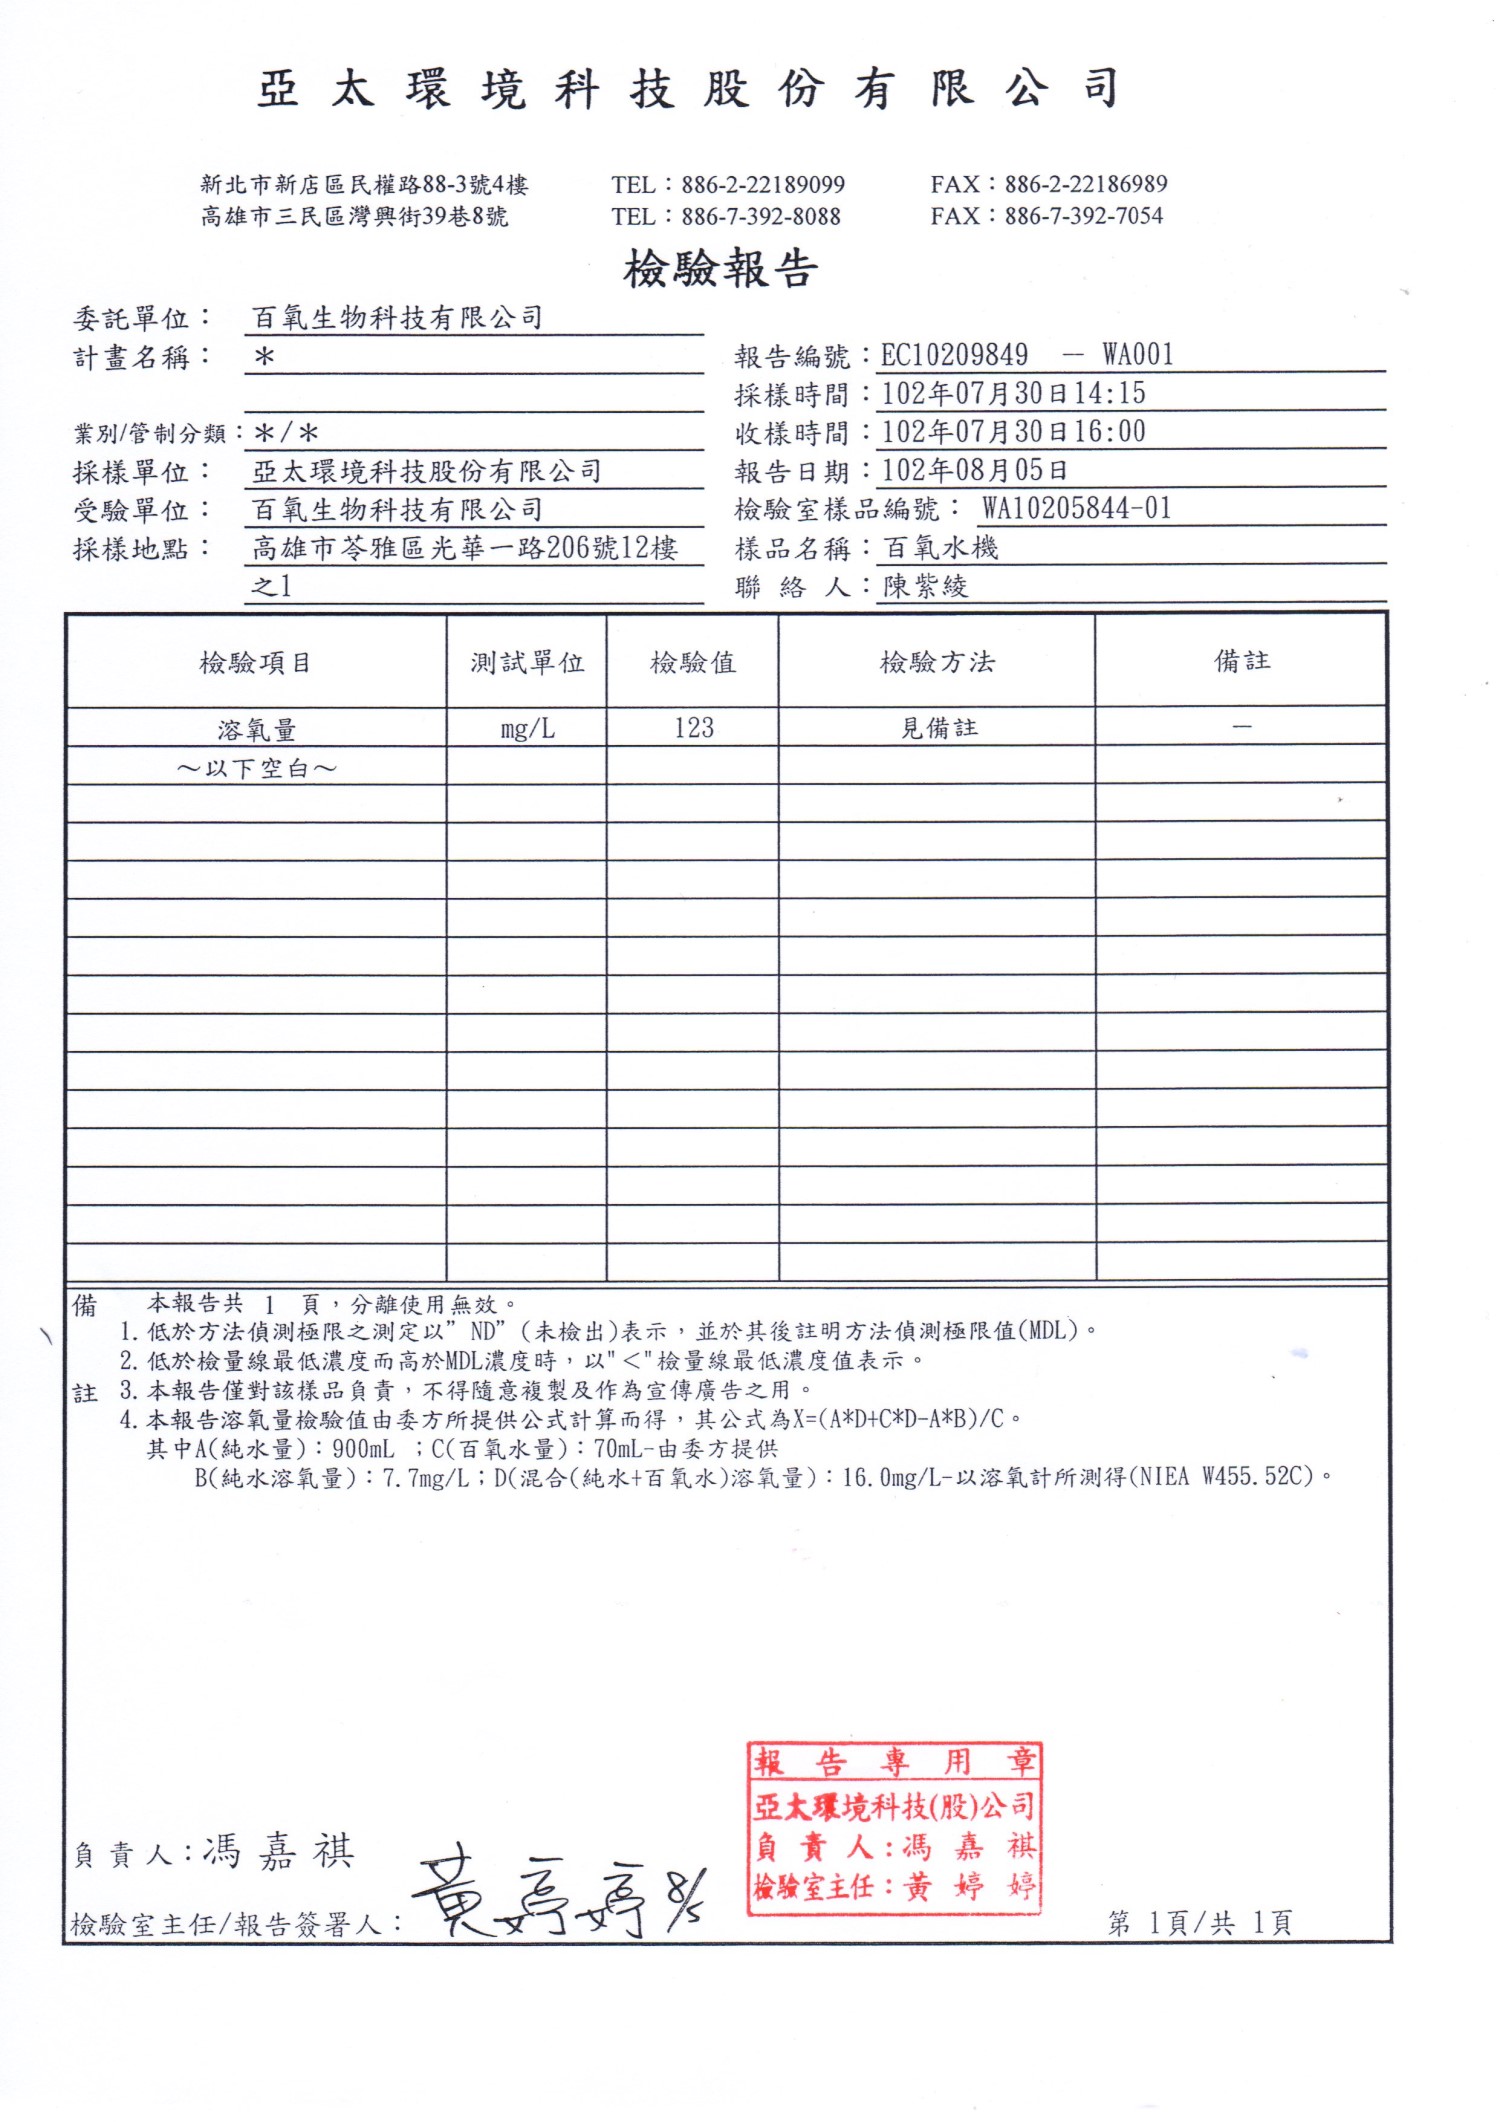 亞太環境科技股份有限公司
新北市新店區民權路88-3號4樓 TEL：886-2-22189099 FAX：886-2-22186989
高雄市三民區灣興街39巷8號 TEL：886-7-392-8088 FAX：886-7-392-7054
檢驗報告
委託單位： 百氧生物科技有限公司
計畫名稱： ＊ 報告編號：EC10209849 － WA001
採樣時間：102年07月30日14:15
業別/管制分類：＊/＊ 收樣時間：102年07月30日16:00
採樣單位： 亞太環境科技股份有限公司 報告日期：102年08月05日
受驗單位： 百氧生物科技有限公司 檢驗室樣品編號： WA10205844-01
採樣地點： 高雄市苓雅區光華一路206號12樓 樣品名稱：百氧水機
之1 聯絡人：陳紫綾
檢驗項目 測試單位 檢驗值 檢驗方法 備註
溶氧量 mg/L 123 見備註 －
～以下空白～
備 本報告共 1 頁，分離使用無效。
1. 低於方法偵測極限之測定以” ND” (未檢出)表示，並於其後註明方法偵測極限值(MDL)。
2. 低於檢量線最低濃度而高於MDL濃度時，以"＜"檢量線最低濃度值表示。
註 3. 本報告僅對該樣品負責，不得隨意複製及作為宣傳廣告之用。
4. 本報告溶氧量檢驗值由委方所提供公式計算而得，其公式為X=(A*D+C*D-A*B)/C。
其中A(純水量)：900mL ；C(百氧水量)：70mL-由委方提供
B(純水溶氧量)：7.7mg/L；D(混合(純水+百氧水)溶氧量)：16.0mg/L-以溶氧計所測得(NIEA W455.52C)。
報告專用章
亞太環境科技(股)公司
負責人：馮嘉祺
檢驗室主任：黃婷婷
負責人：馮嘉祺
檢驗室主任/報告簽署人： 黃婷婷 8/5
第 1頁/共 1頁